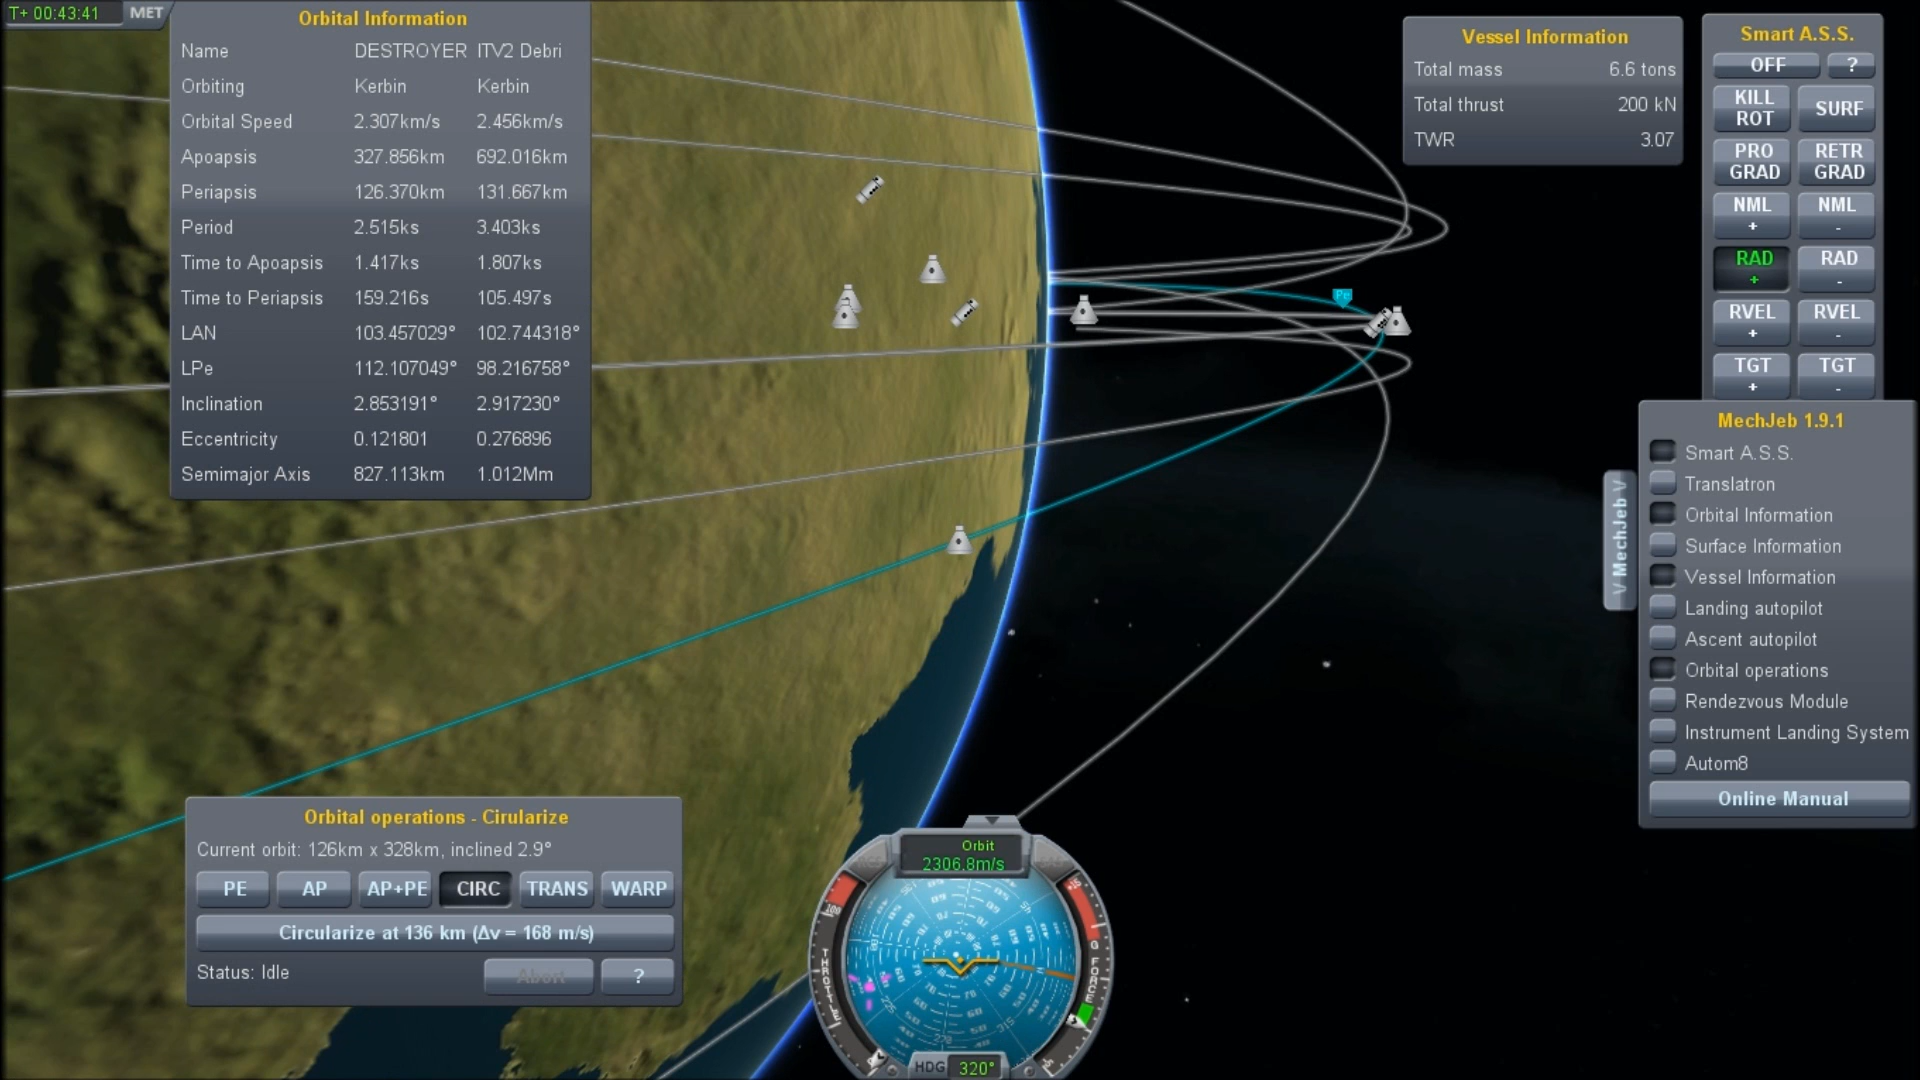 T+ 00:43:41 MET
Orbital Information
Name DESTROYER ITV2 Debri
Orbiting Kerbin Kerbin
Orbital Speed 2.307km/s 2.456km/s
Apoapsis 327.856km 692.016km
Periapsis 126.370km 131.667km
Period 2.515ks 3.403ks
Time to Apoapsis 1.417ks 1.807ks
Time to Periapsis 159.216s 105.497s
LAN 103.457029° 102.744318°
LPe 112.107049° 98.216758°
Inclination 2.853191° 2.917230°
Eccentricity 0.121801 0.276896
Semimajor Axis 827.113km 1.012Mm
Vessel Information
Total mass 6.6 tons
Total thrust 200 kN
TWR 3.07
Smart A.S.S.
OFF ?
KILL ROT SURF
PRO GRAD RETR GRAD
NML + NML -
RAD + RAD -
RVEL + RVEL -
TGT + TGT -
Pe
V MechJeb V
MechJeb 1.9.1
Smart A.S.S.
Translatron
Orbital Information
Surface Information
Vessel Information
Landing autopilot
Ascent autopilot
Orbital operations
Rendezvous Module
Instrument Landing System
Autom8
Online Manual
Orbital operations - Cirularize
Current orbit: 126km x 328km, inclined 2.9°
PE AP AP+PE CIRC TRANS WARP
Circularize at 136 km (Δv = 168 m/s)
Status: Idle Abort ?
Orbit
2306.8m/s
THROTTLE
G FORCE
HDG 320°